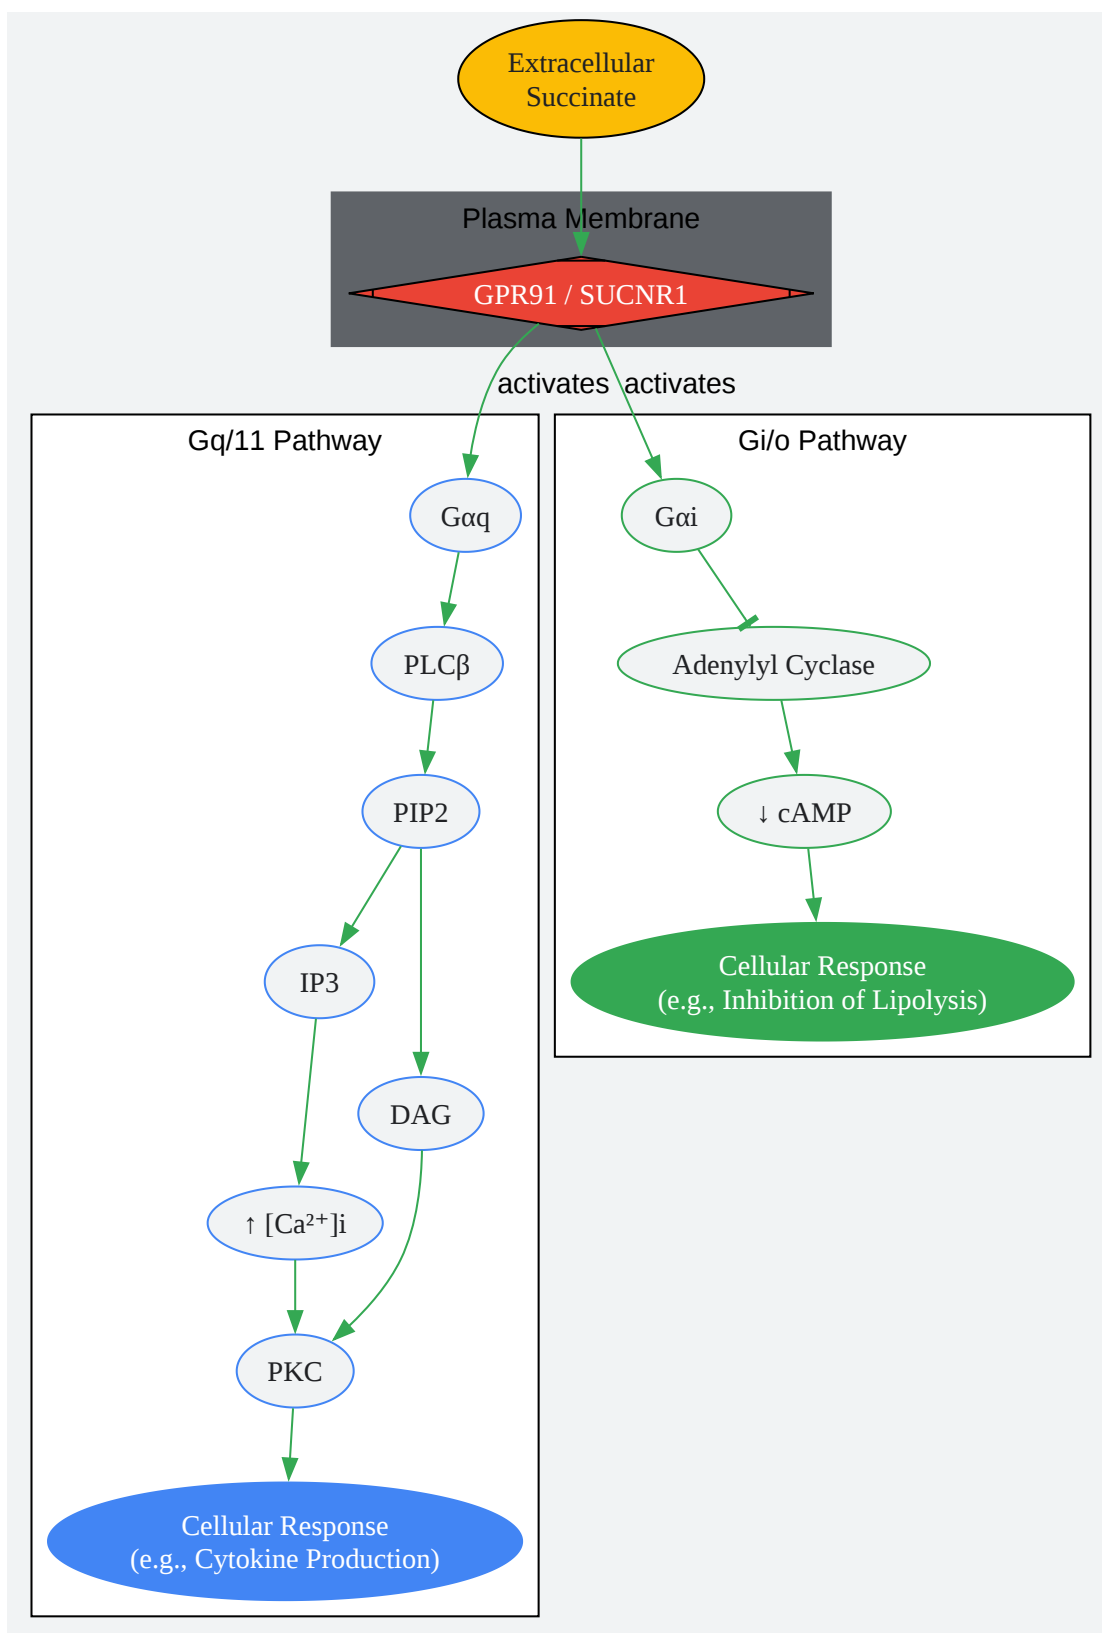 Extracellular
Succinate
Plasma Membrane
GPR91 / SUCNR1
activates
activates
Gq/11 Pathway
Gαq
PLCβ
PIP2
IP3
DAG
↑ [Ca²⁺]i
PKC
Cellular Response
(e.g., Cytokine Production)
Gi/o Pathway
Gαi
Adenylyl Cyclase
↓ cAMP
Cellular Response
(e.g., Inhibition of Lipolysis)